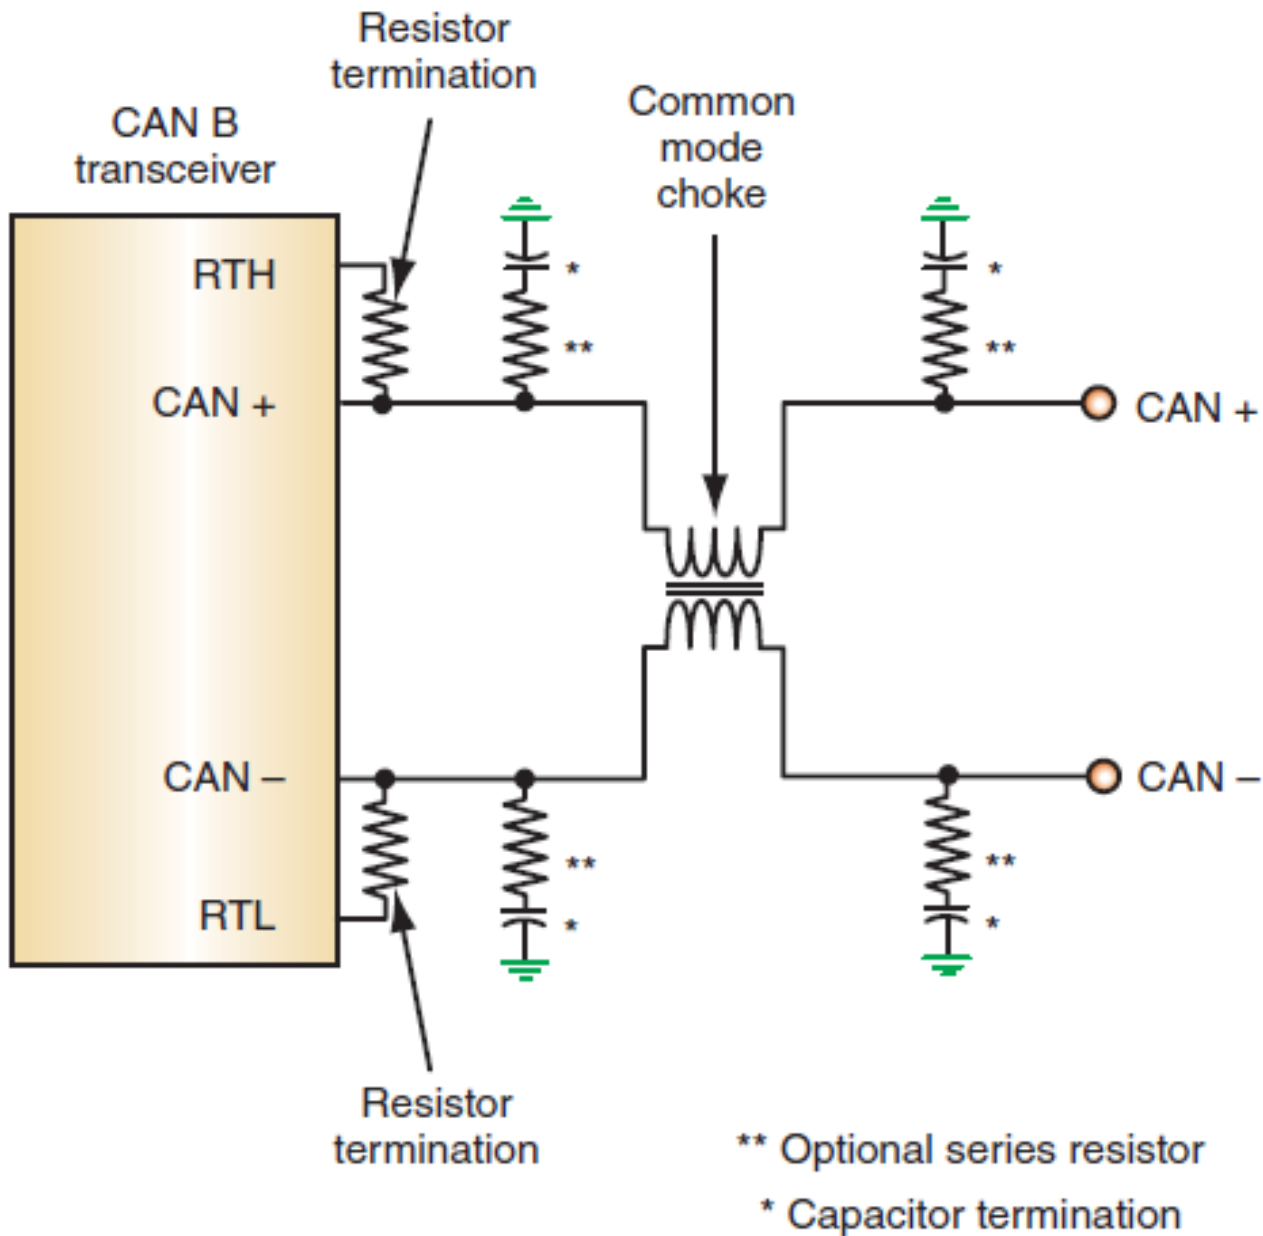 Resistor
termination
Common
mode
choke
CAN B
transceiver
RTH
*
*
**
**
CAN +
CAN +
CAN –
CAN –
**
**
RTL
*
*
Resistor
termination
** Optional series resistor
* Capacitor termination